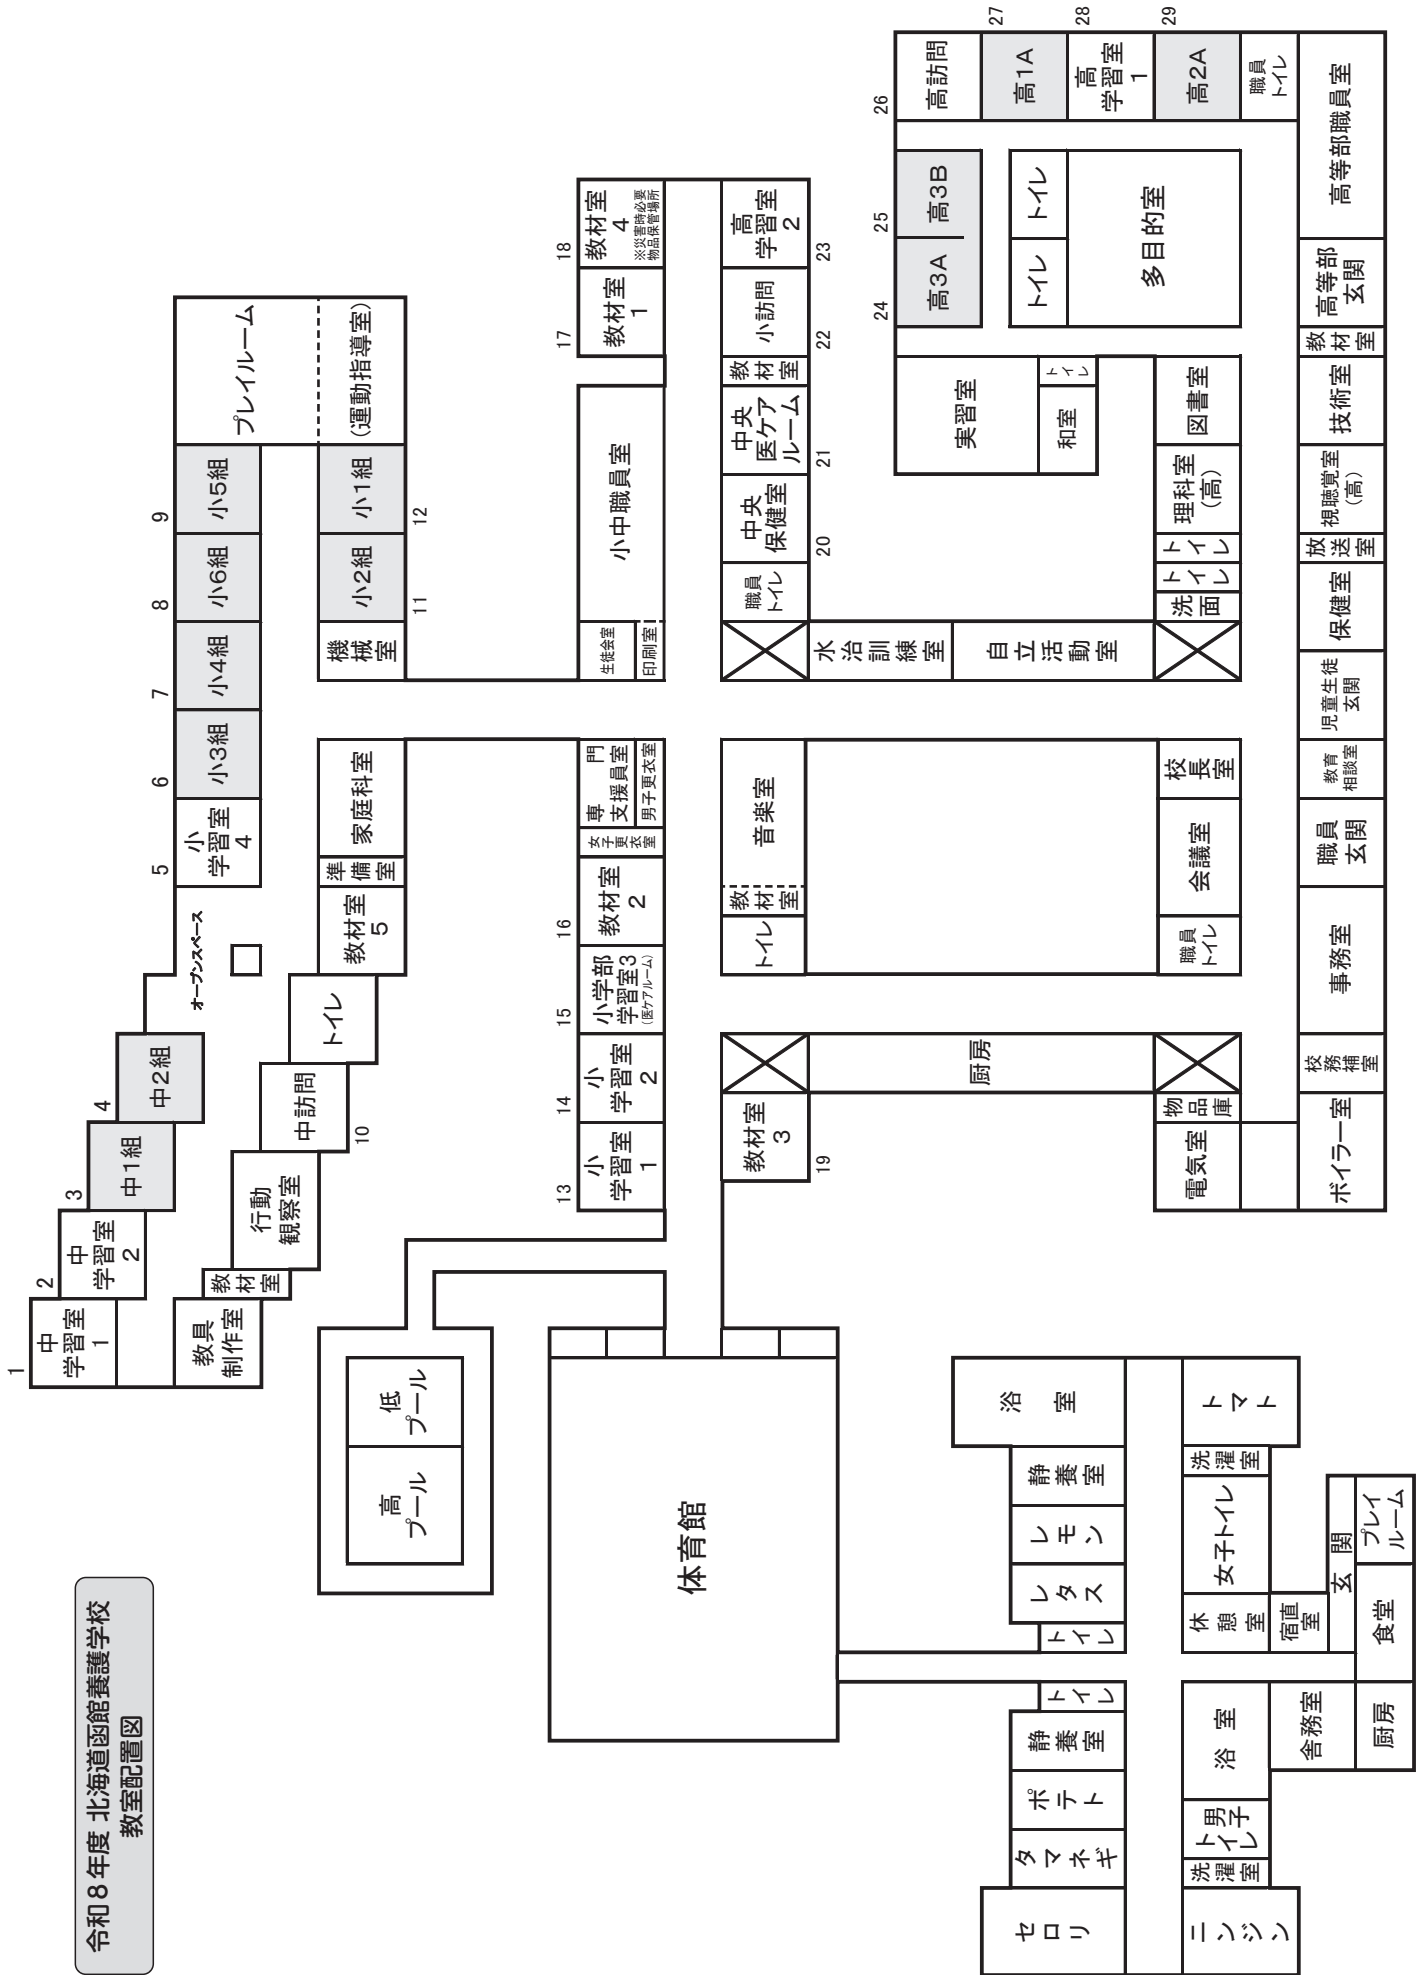 令和8年度 北海道函館養護学校
教室配置図
1
中
学習室
1
2
中
学習室
2
3
中1組
4
中2組
オープンスペース
5
小
学習室
4
6
小3組
7
小4組
8
小6組
9
小5組
プレイルーム
(運動指導室)
教具
制作室
教材室
行動
観察室
中訪問
10
トイレ
教材室
5
準備室
家庭科室
機械室
小2組
11
小1組
12
高
プール
低
プール
13
小
学習室
1
14
小
学習室
2
15
小学部
学習室3
(医ケアルーム)
16
教材室
2
女子更衣室
専門
支援員室
男子更衣室
生徒会室
印刷室
小中職員室
17
教材室
1
18
教材室
4
※災害時必要
物品保管場所
体育館
教材室
3
19
トイレ
教材室
音楽室
職員
トイレ
中央
保健室
20
中央
医ケア
ルーム
21
教材室
小訪問
22
高
学習室
2
23
厨房
水治訓練室
自立活動室
24
高3A
25
高3B
26
高訪問
27
高1A
28
高
学習室
1
29
高2A
職員
トイレ
トイレ
トイレ
多目的室
実習室
和室
トイレ
電気室
物品庫
職員
トイレ
会議室
校長室
洗面
トイレ
トイレ
理科室
(高)
図書室
ボイラー室
校務補室
事務室
職員
玄関
教育
相談室
児童生徒
玄関
保健室
放送室
視聴覚室
(高)
技術室
教材室
高等部
玄関
高等部職員室
セロリ
タマネギ
ポテト
静養室
トイレ
トイレ
レタス
レモン
静養室
浴室
ニンジン
洗濯室
男子
トイレ
浴室
休憩室
女子トイレ
洗濯室
トマト
舎務室
宿直室
玄関
厨房
食堂
プレイ
ルーム